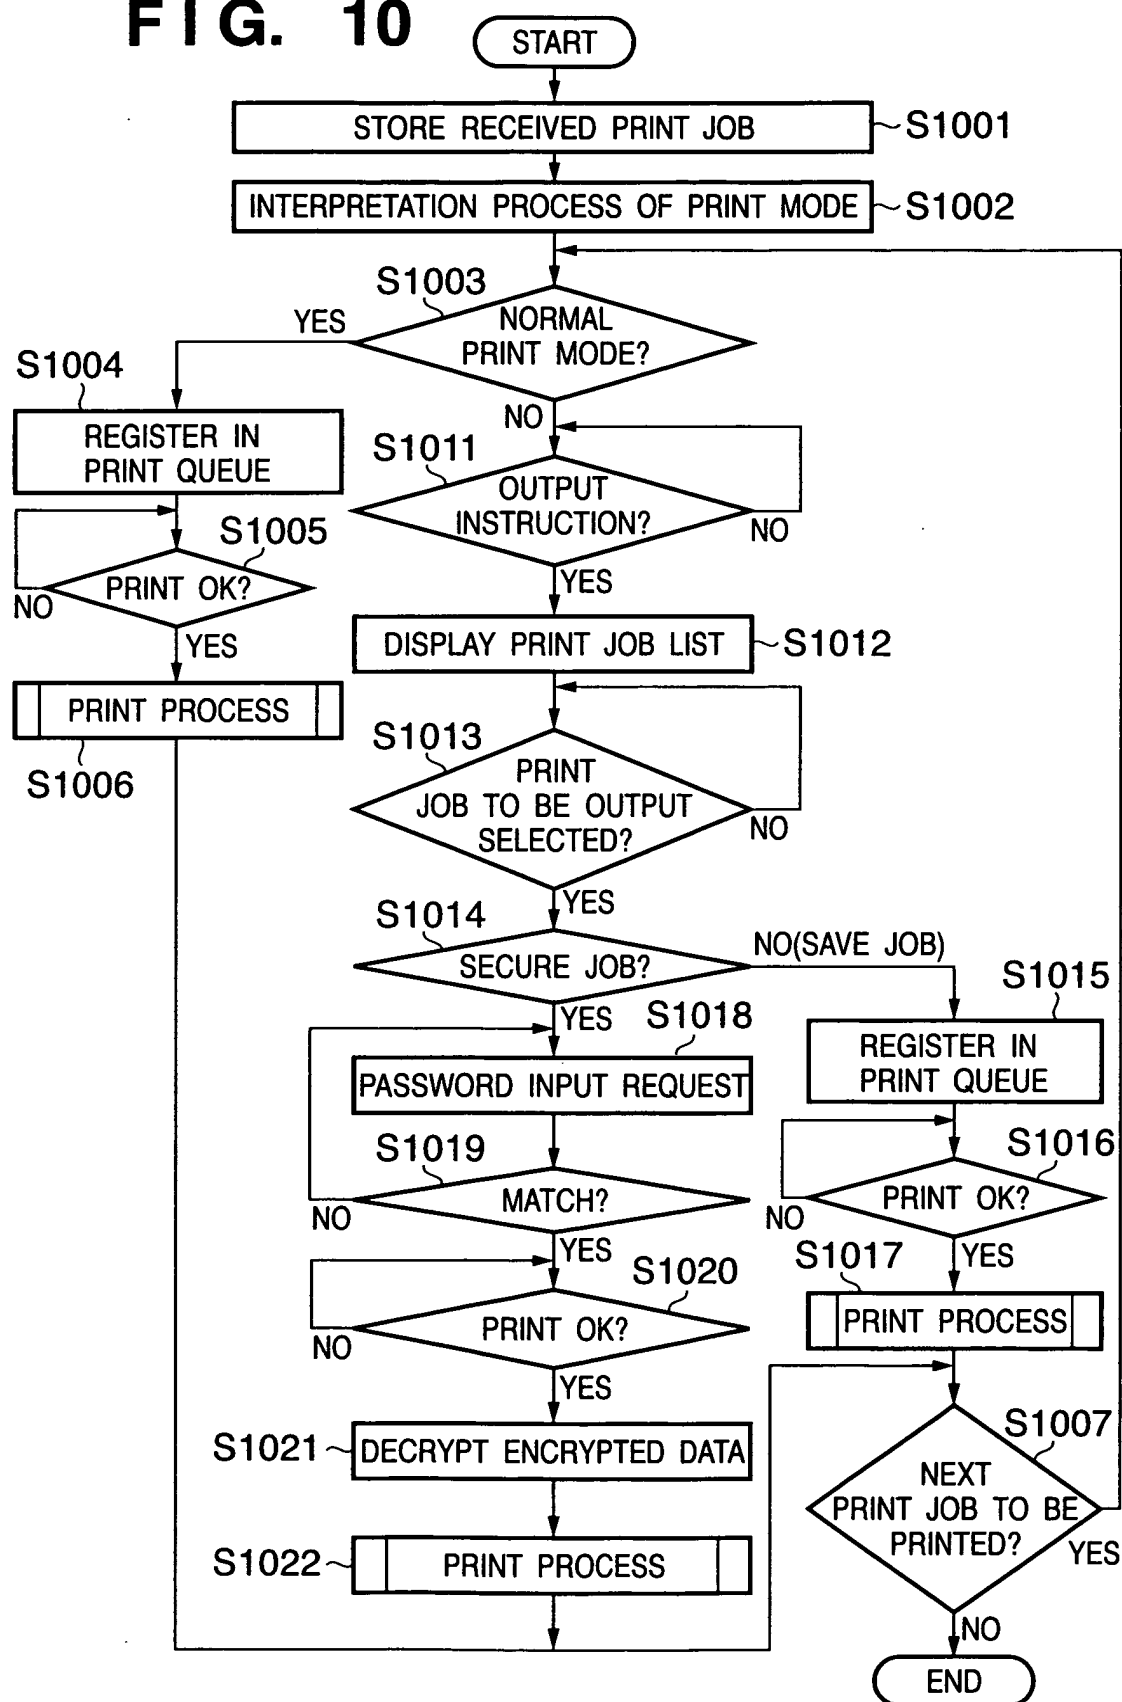 FIG. 10
START
STORE RECEIVED PRINT JOB
S1001
INTERPRETATION PROCESS OF PRINT MODE
S1002
S1003
NORMAL
PRINT MODE?
YES
NO
S1004
REGISTER IN
PRINT QUEUE
S1005
PRINT OK?
NO
YES
PRINT PROCESS
S1006
S1011
OUTPUT
INSTRUCTION?
NO
YES
DISPLAY PRINT JOB LIST
S1012
S1013
PRINT
JOB TO BE OUTPUT
SELECTED?
NO
YES
S1014
SECURE JOB?
NO(SAVE JOB)
YES
S1015
REGISTER IN
PRINT QUEUE
S1016
PRINT OK?
NO
YES
S1017
PRINT PROCESS
S1018
PASSWORD INPUT REQUEST
S1019
MATCH?
NO
YES
S1020
PRINT OK?
NO
YES
S1021
DECRYPT ENCRYPTED DATA
S1022
PRINT PROCESS
S1007
NEXT
PRINT JOB TO BE
PRINTED?
YES
NO
END